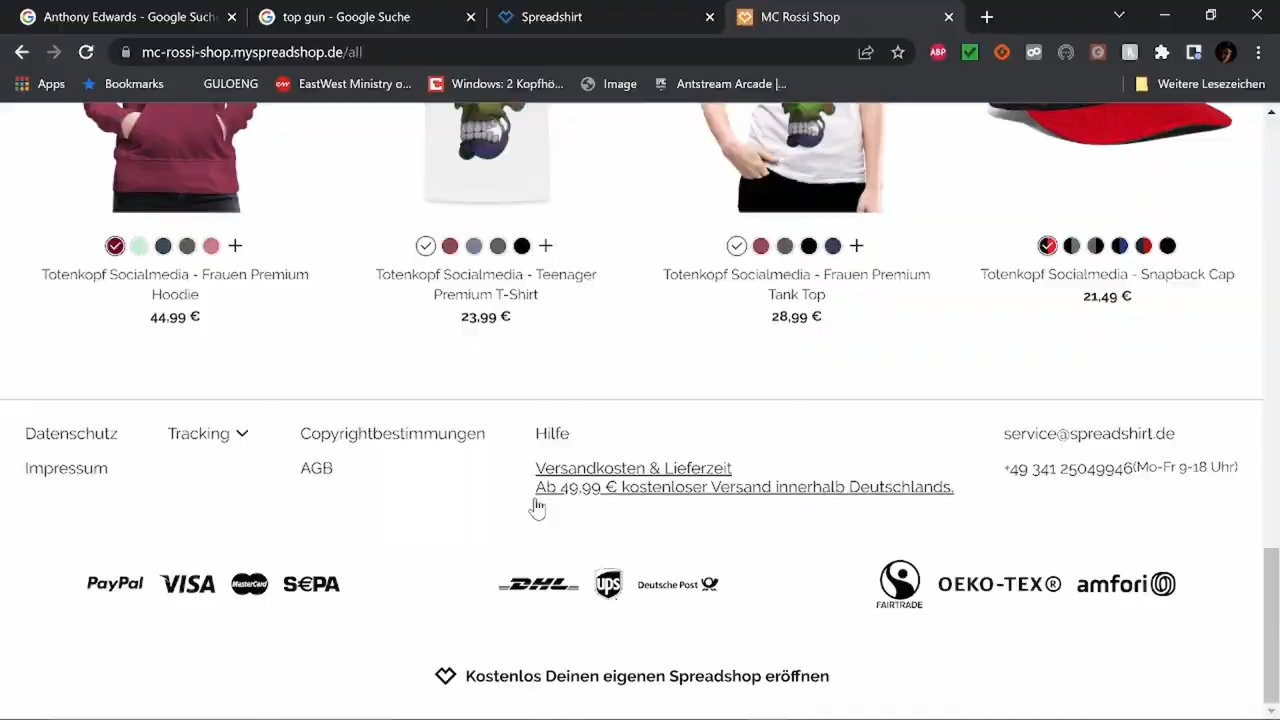 Anthony Edwards - Google Suche
top gun - Google Suche
Spreadshirt
MC Rossi Shop
mc-rossi-shop.myspreadshop.de/all
ABP
Apps
Bookmarks
GULOENG
EastWest Ministry o...
Windows: 2 Kopfho...
Image
Antstream Arcade |...
Weitere Lesezeichen
Totenkopf Socialmedia - Frauen Premium
Hoodie
44,99 €
Totenkopf Socialmedia - Teenager
Premium T-Shirt
23,99 €
Totenkopf Socialmedia - Frauen Premium
Tank Top
28,99 €
Totenkopf Socialmedia - Snapback Cap
21,49 €
Datenschutz
Tracking
Copyrightbestimmungen
Hilfe
service@spreadshirt.de
Impressum
AGB
Versandkosten & Lieferzeit
Ab 49,99 € kostenloser Versand innerhalb Deutschlands.
+49 341 25049946(Mo-Fr 9-18 Uhr)
PayPal
VISA
MasterCard
S€PA
DHL
ups
Deutsche Post
FAIRTRADE
OEKO-TEX®
amfori
Kostenlos Deinen eigenen Spreadshop eröffnen